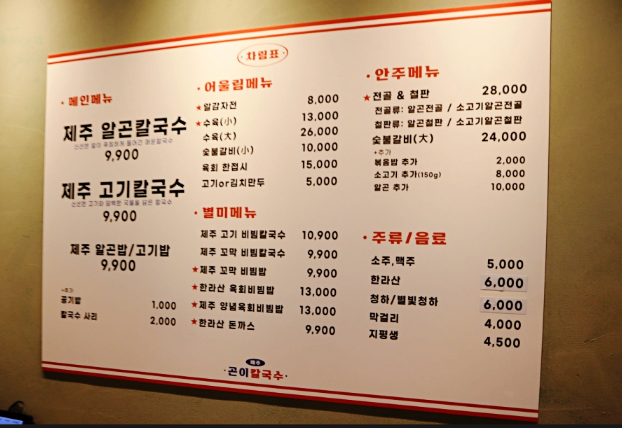 차림표
· 메인메뉴
제주 알곤칼국수
9,900
제주 고기칼국수
9,900
제주 알곤밥/고기밥
9,900
+추가
공기밥 1,000
칼국수 사리 2,000
· 어울림메뉴
★알감자전 8,000
★수육(小) 13,000
수육(大) 26,000
숯불갈비(小) 10,000
육회 한접시 15,000
고기or김치만두 5,000
· 별미메뉴
제주 고기 비빔칼국수 10,900
제주 꼬막 비빔칼국수 9,900
★제주 꼬막 비빔밥 9,900
★한라산 육회비빔밥 13,000
★제주 양념육회비빔밥 13,000
★한라산 돈까스 9,900
· 안주메뉴
★전골 & 철판 28,000
전골류: 알곤전골 / 소고기알곤전골
철판류: 알곤철판 / 소고기알곤철판
숯불갈비(大) 24,000
+추가
볶음밥 추가 2,000
소고기 추가(150g) 8,000
알곤 추가 10,000
· 주류/음료
소주,맥주 5,000
한라산 6,000
청하/별빛청하 6,000
막걸리 4,000
지평생 4,500
제주
·곤이칼국수·